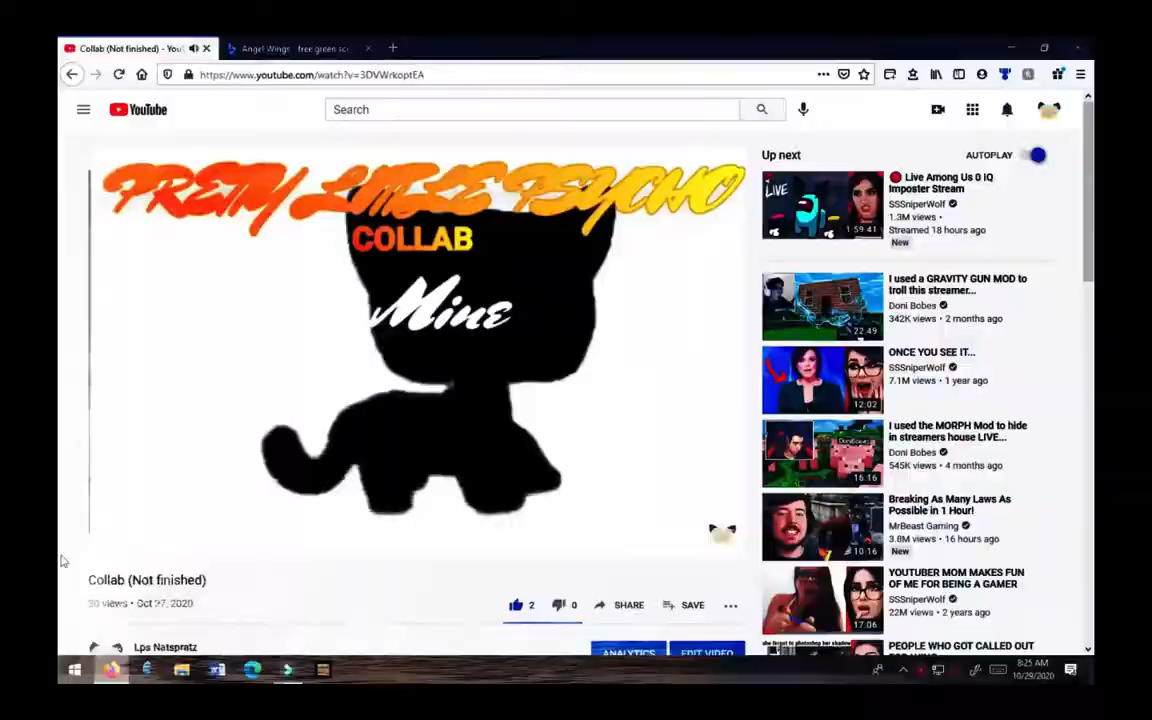 Collab (Not finished) - You
Angel Wings free green sc
https://www.youtube.com/watch?v=3DVWrkoptEA
YouTube
Search
PRETTY LITTLE PSYCHO
COLLAB
Mine
Collab (Not finished)
30 views • Oct 27, 2020
2
0
SHARE
SAVE
Lps Natspratz
ANALYTICS
EDIT VIDEO
Up next
AUTOPLAY
LIVE
1:59:41
Live Among Us 0 IQ
Imposter Stream
SSSniperWolf
1.3M views •
Streamed 18 hours ago
New
22:49
I used a GRAVITY GUN MOD to
troll this streamer...
Doni Bobes
342K views • 2 months ago
12:02
ONCE YOU SEE IT...
SSSniperWolf
7.1M views • 1 year ago
16:16
I used the MORPH Mod to hide
in streamers house LIVE...
Doni Bobes
545K views • 4 months ago
10:16
Breaking As Many Laws As
Possible in 1 Hour!
MrBeast Gaming
3.8M views • 16 hours ago
New
17:06
YOUTUBER MOM MAKES FUN
OF ME FOR BEING A GAMER
SSSniperWolf
22M views • 2 years ago
PEOPLE WHO GOT CALLED OUT
8:25 AM
10/29/2020